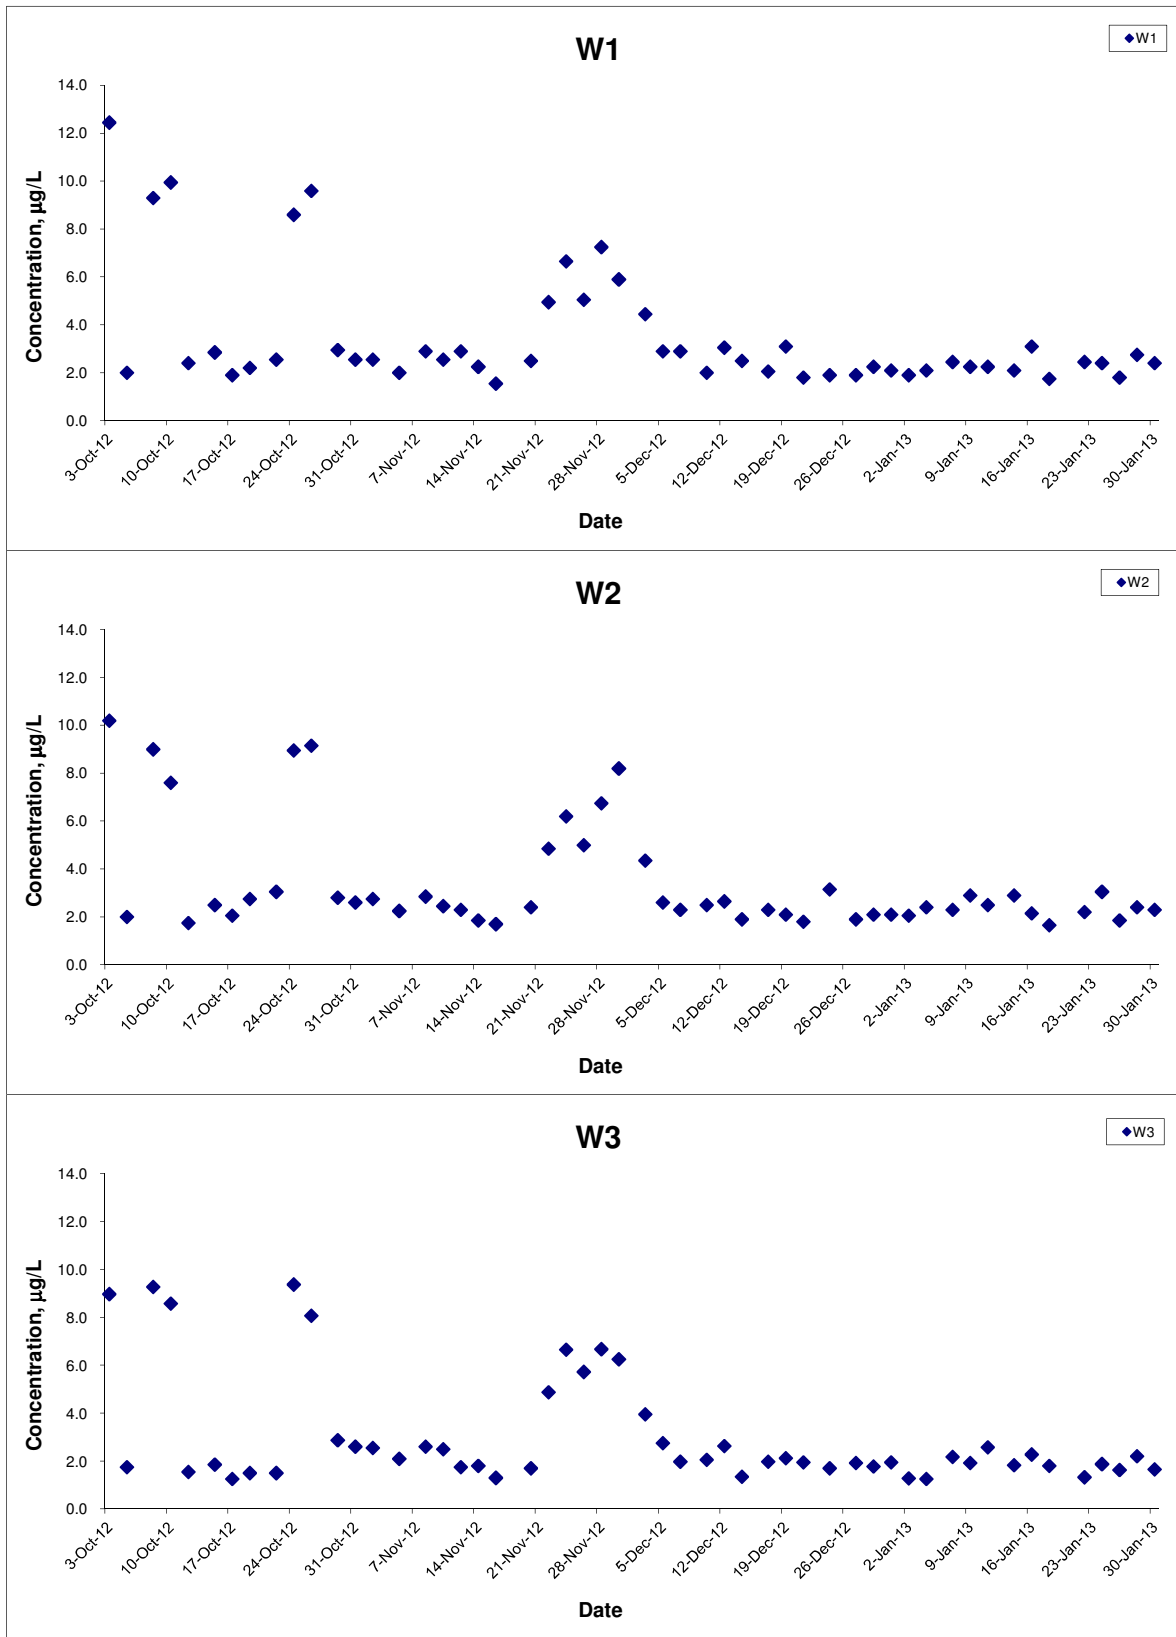 W1
W1
14.0
12.0
10.0
8.0
6.0
4.0
2.0
0.0
Concentration, µg/L
3-Oct-12
10-Oct-12
17-Oct-12
24-Oct-12
31-Oct-12
7-Nov-12
14-Nov-12
21-Nov-12
28-Nov-12
5-Dec-12
12-Dec-12
19-Dec-12
26-Dec-12
2-Jan-13
9-Jan-13
16-Jan-13
23-Jan-13
30-Jan-13
Date
W2
W2
14.0
12.0
10.0
8.0
6.0
4.0
2.0
0.0
Concentration, µg/L
3-Oct-12
10-Oct-12
17-Oct-12
24-Oct-12
31-Oct-12
7-Nov-12
14-Nov-12
21-Nov-12
28-Nov-12
5-Dec-12
12-Dec-12
19-Dec-12
26-Dec-12
2-Jan-13
9-Jan-13
16-Jan-13
23-Jan-13
30-Jan-13
Date
W3
W3
14.0
12.0
10.0
8.0
6.0
4.0
2.0
0.0
Concentration, µg/L
3-Oct-12
10-Oct-12
17-Oct-12
24-Oct-12
31-Oct-12
7-Nov-12
14-Nov-12
21-Nov-12
28-Nov-12
5-Dec-12
12-Dec-12
19-Dec-12
26-Dec-12
2-Jan-13
9-Jan-13
16-Jan-13
23-Jan-13
30-Jan-13
Date